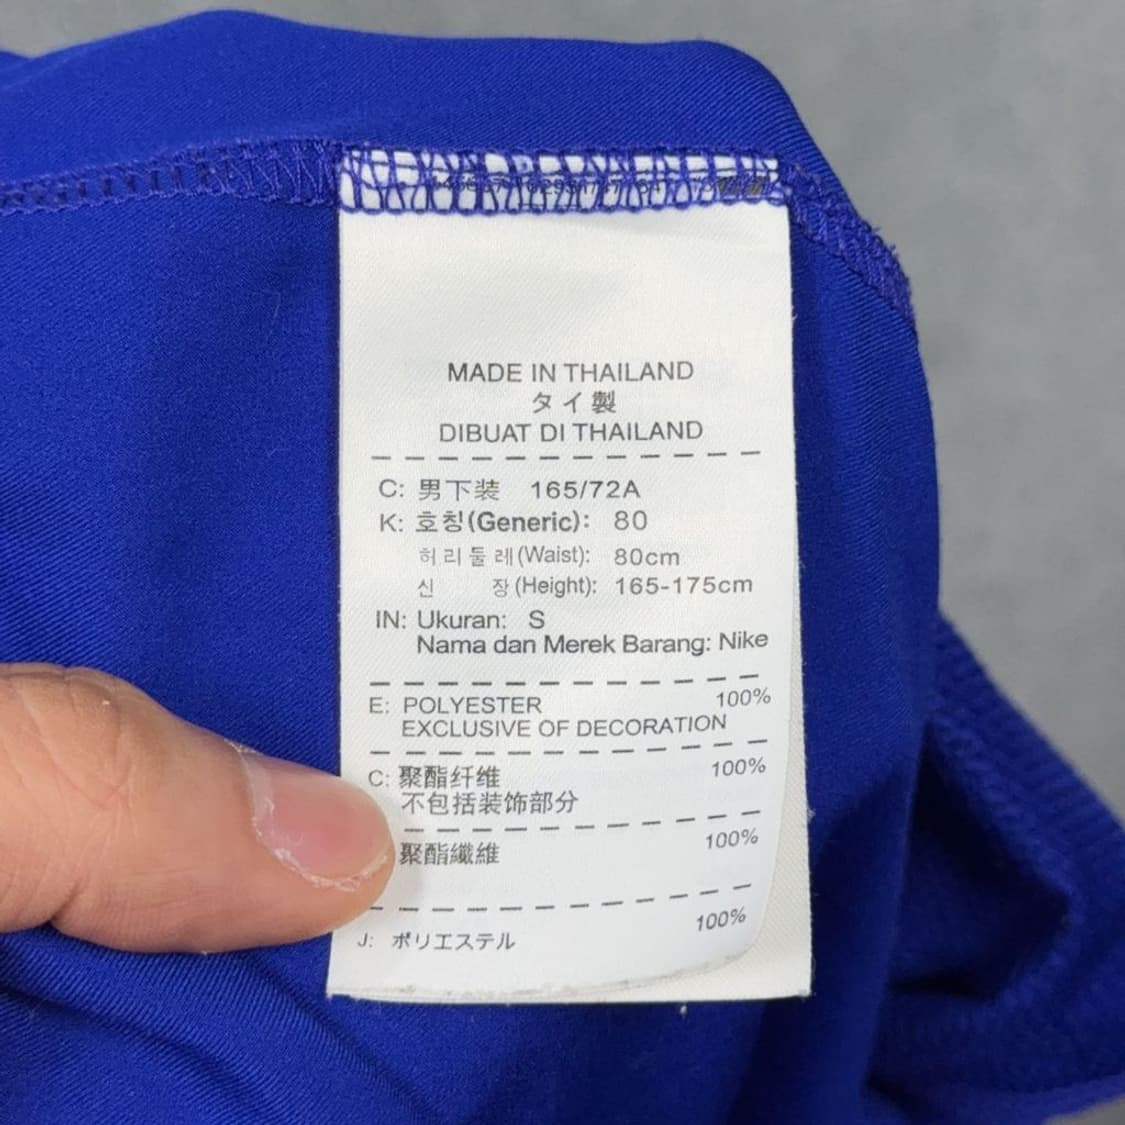 MADE IN THAILAND
タイ製
DIBUAT DI THAILAND
C: 男下装 165/72A
K: 호칭(Generic): 80
허리둘레(Waist): 80cm
신 장(Height): 165-175cm
IN: Ukuran: S
Nama dan Merek Barang: Nike
E: POLYESTER 100%
EXCLUSIVE OF DECORATION
C: 聚酯纤维 100%
不包括装饰部分
聚酯纖維 100%
J: ポリエステル 100%